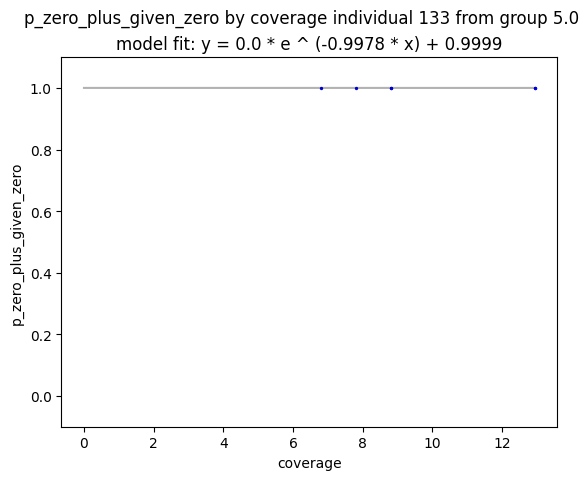 p_zero_plus_given_zero by coverage individual 133 from group 5.0
model fit: y = 0.0 * e ^ (-0.9978 * x) + 0.9999
1.0
0.8
0.6
0.4
0.2
0.0
p_zero_plus_given_zero
0 2 4 6 8 10 12
coverage